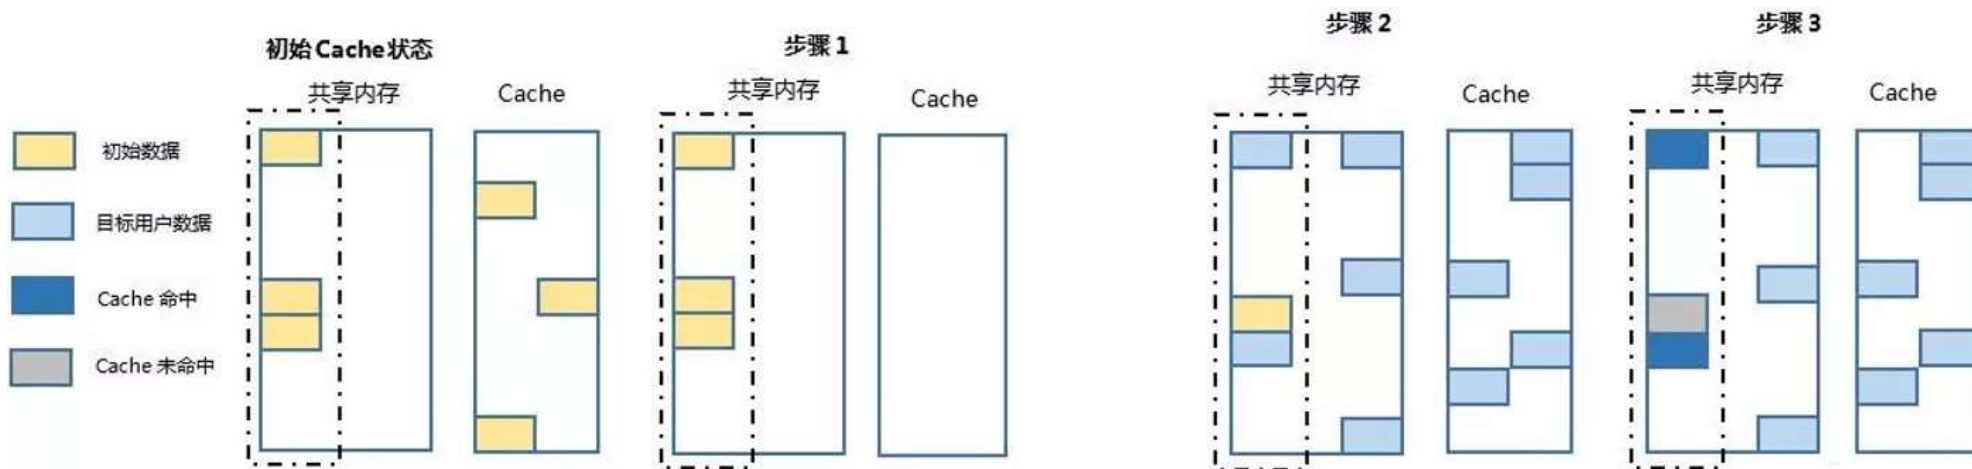 初始Cache状态
共享内存
Cache
初始数据
目标用户数据
Cache 命中
Cache 未命中
步骤1
共享内存
Cache
步骤2
共享内存
Cache
步骤3
共享内存
Cache